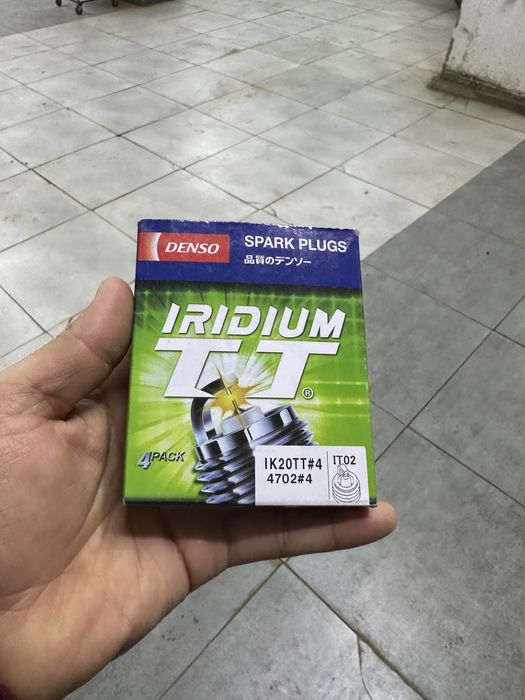 DENSO
SPARK PLUGS
品質のデンソー
IRIDIUM
TT®
4PACK
IK20TT#4
4702#4
IT02